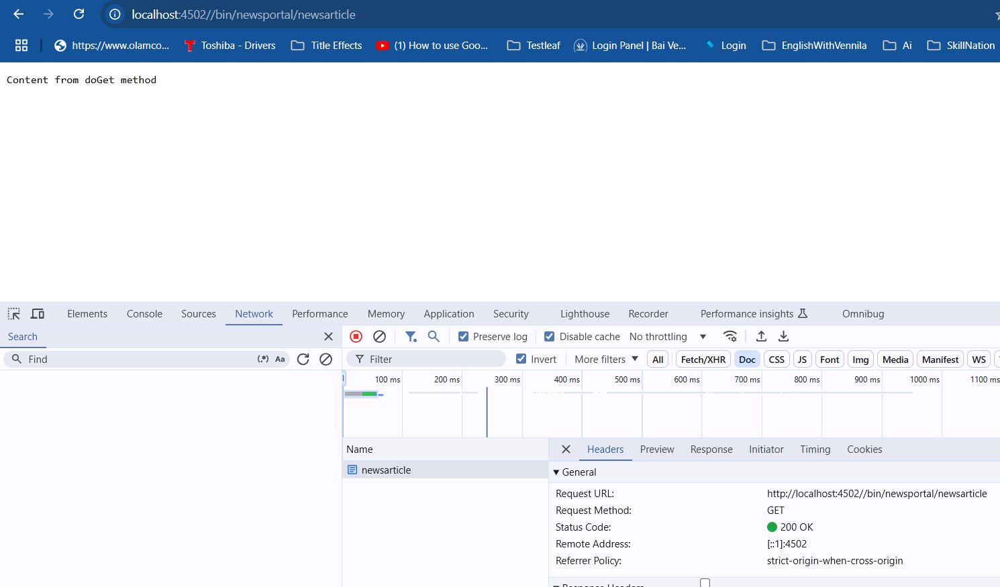 localhost:4502//bin/newsportal/newsarticle
https://www.olamco... Toshiba - Drivers Title Effects (1) How to use Goo... Testleaf Login Panel | Bai Ve... Login EnglishWithVennila Ai SkillNation
Content from doGet method
Elements Console Sources Network Performance Memory Application Security Lighthouse Recorder Performance insights Omnibug
Search
Preserve log Disable cache No throttling
Find (.*) Aa
Filter Invert More filters All Fetch/XHR Doc CSS JS Font Img Media Manifest WS
100 ms 200 ms 300 ms 400 ms 500 ms 600 ms 700 ms 800 ms 900 ms 1000 ms 1100 ms
Name
Headers Preview Response Initiator Timing Cookies
newsarticle
General
Request URL: http://localhost:4502//bin/newsportal/newsarticle
Request Method: GET
Status Code: 200 OK
Remote Address: [::1]:4502
Referrer Policy: strict-origin-when-cross-origin